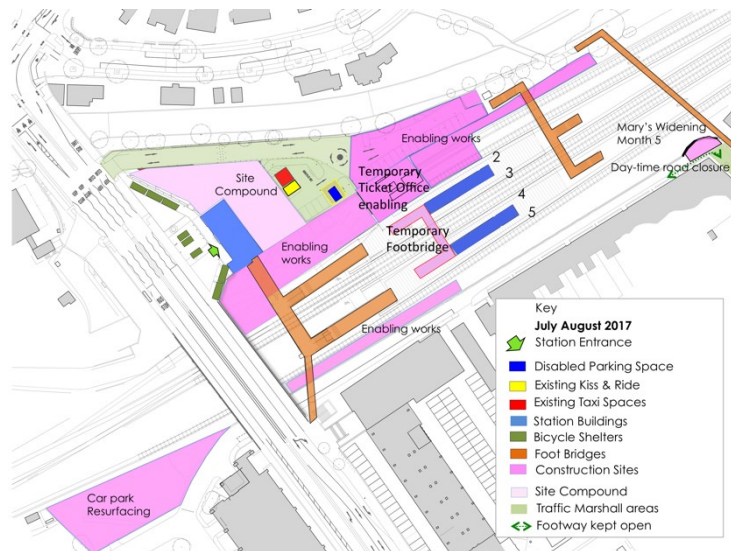 Enabling works
2
3
4
5
Mary's Widening
Month 5
Day-time road closure
Site
Compound
Temporary
Ticket Office
enabling
Temporary
Footbridge
Enabling
works
Enabling works
Car park
Resurfacing
Key
July August 2017
Station Entrance
Disabled Parking Space
Existing Kiss & Ride
Existing Taxi Spaces
Station Buildings
Bicycle Shelters
Foot Bridges
Construction Sites
Site Compound
Traffic Marshall areas
Footway kept open